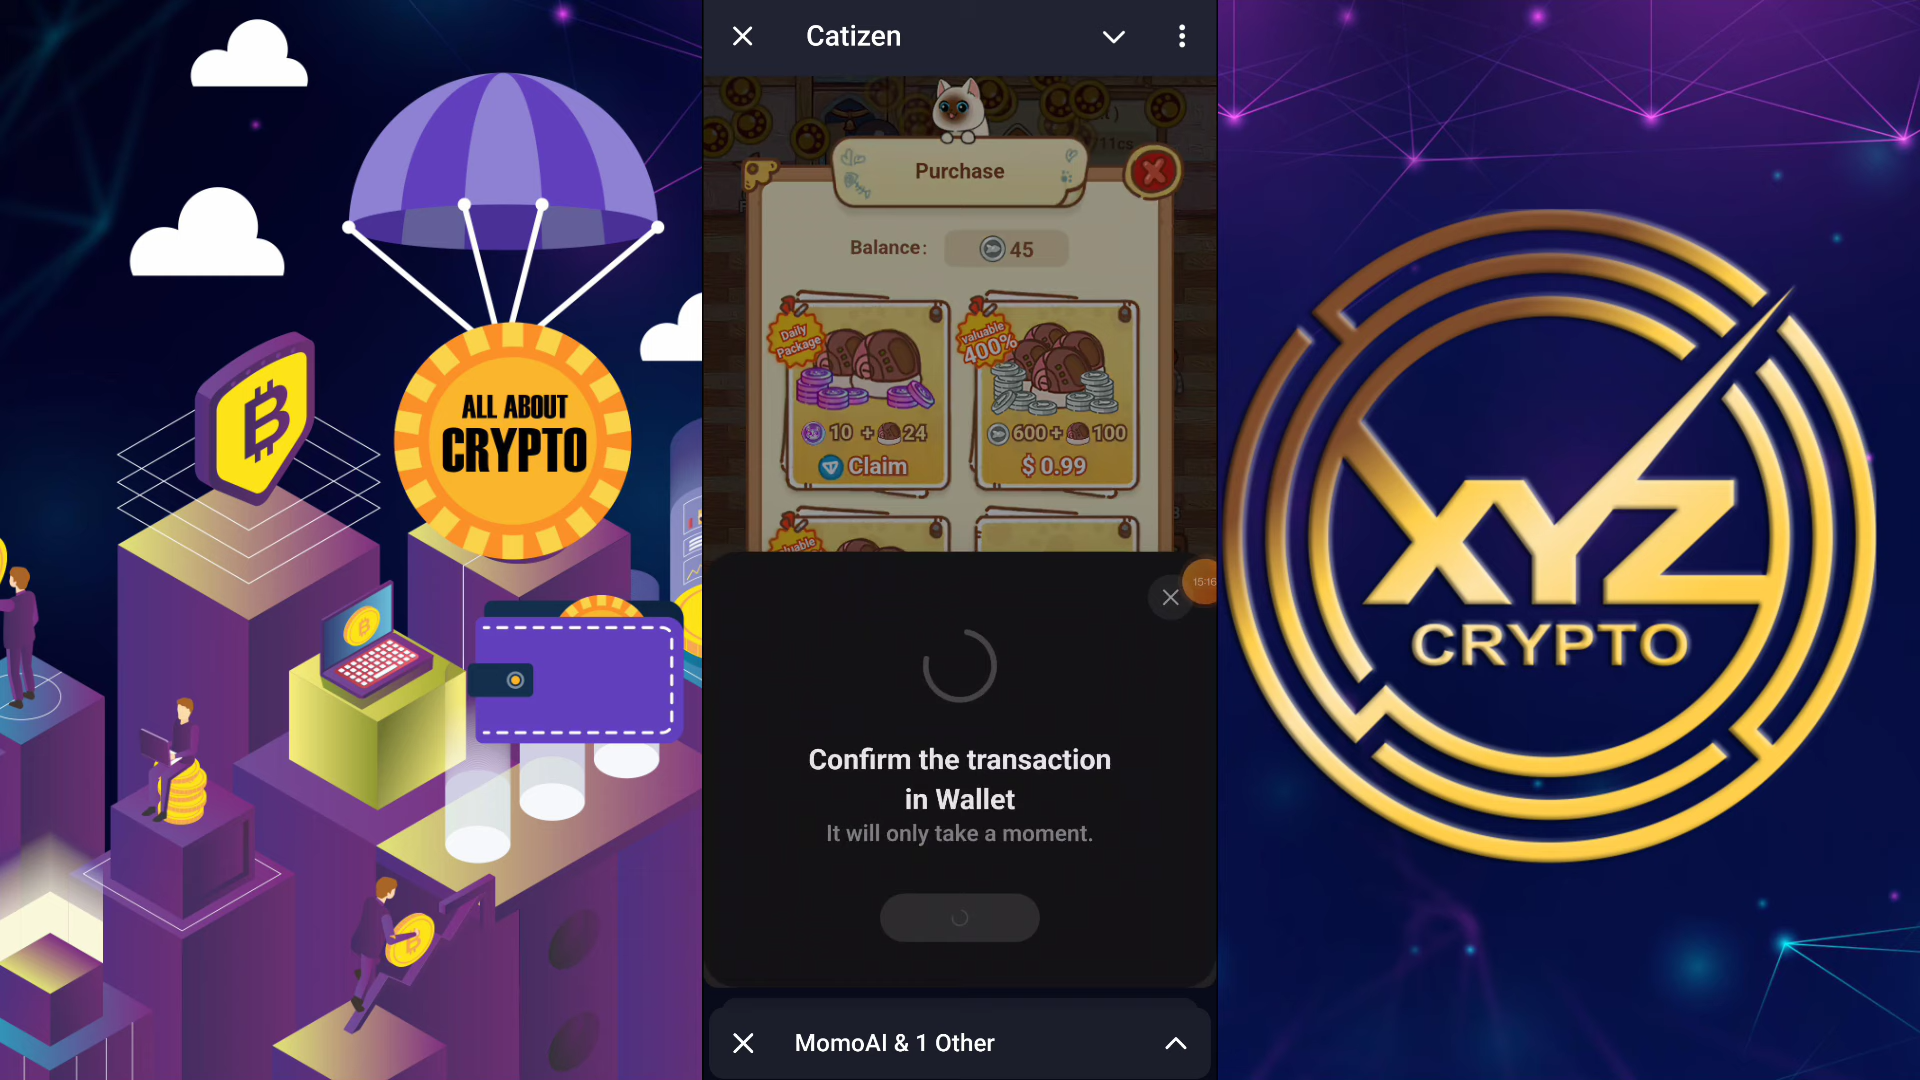 ALL ABOUT
CRYPTO
Catizen
Purchase
Balance:
45
Daily
Package
10 + 24
Claim
valuable
400%
600 + 100
$ 0.99
15:16
Confirm the transaction
in Wallet
It will only take a moment.
MomoAI & 1 Other
XYZ
CRYPTO